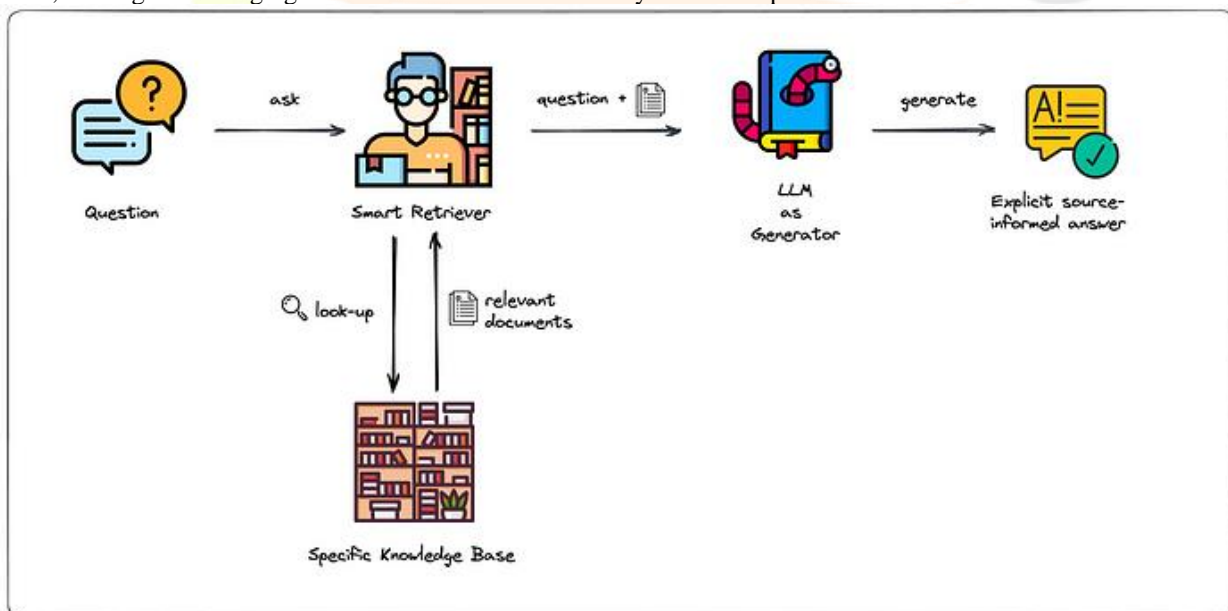 ?
ask
question +
generate
A!
Question
Smart Retriever
LLM
as
Generator
Explicit source-
informed answer
look-up
relevant
documents
Specific Knowledge Base